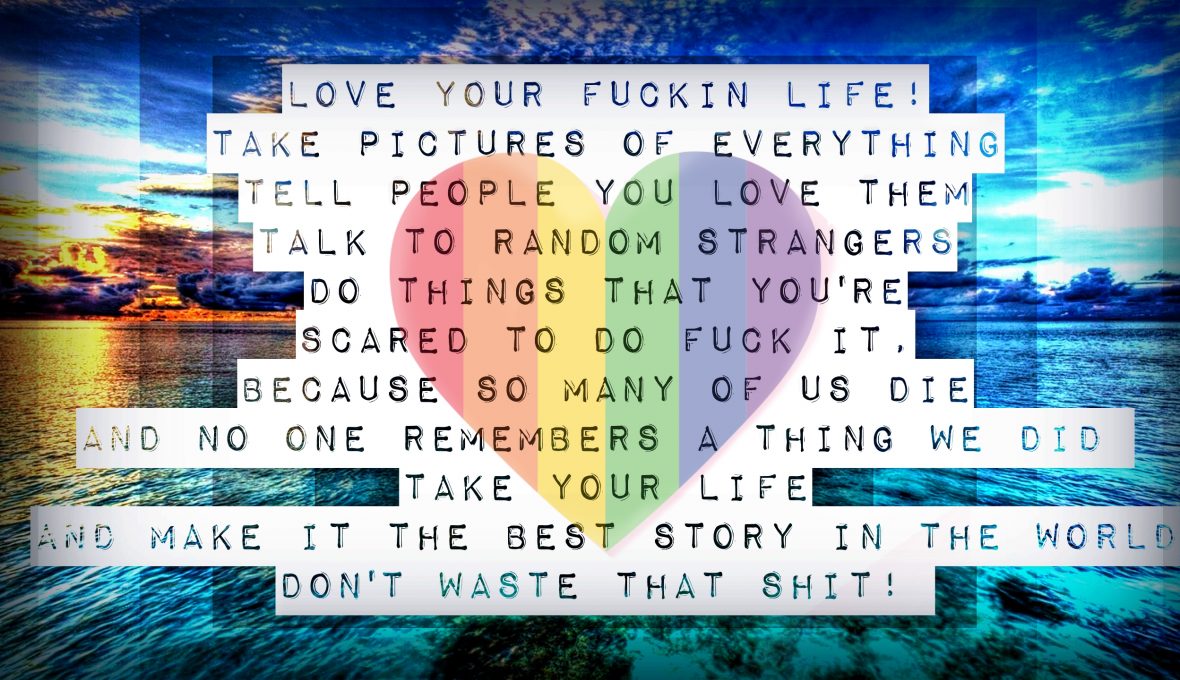 LOVE YOUR FUCKIN LIFE!
TAKE PICTURES OF EVERYTHING
TELL PEOPLE YOU LOVE THEM
TALK TO RANDOM STRANGERS
DO THINGS THAT YOU'RE
SCARED TO DO FUCK IT,
BECAUSE SO MANY OF US DIE
AND NO ONE REMEMBERS A THING WE DID
TAKE YOUR LIFE
AND MAKE IT THE BEST STORY IN THE WORLD
DON'T WASTE THAT SHIT!